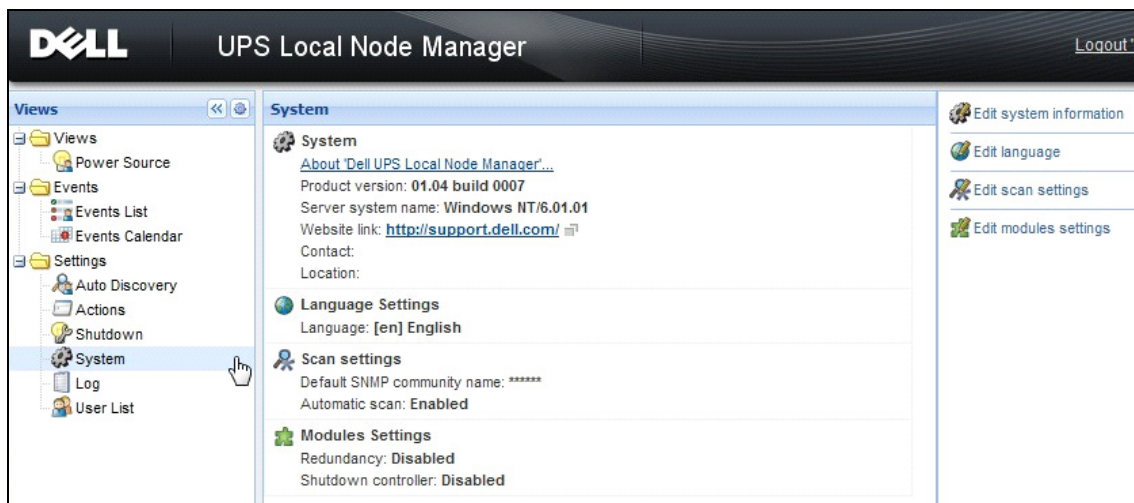 DELL
UPS Local Node Manager
Logout '
Views
Views
Power Source
Events
Events List
Events Calendar
Settings
Auto Discovery
Actions
Shutdown
System
Log
User List
System
System
About 'Dell UPS Local Node Manager'...
Product version: 01.04 build 0007
Server system name: Windows NT/6.01.01
Website link: http://support.dell.com/
Contact:
Location:
Language Settings
Language: [en] English
Scan settings
Default SNMP community name: ******
Automatic scan: Enabled
Modules Settings
Redundancy: Disabled
Shutdown controller: Disabled
Edit system information
Edit language
Edit scan settings
Edit modules settings